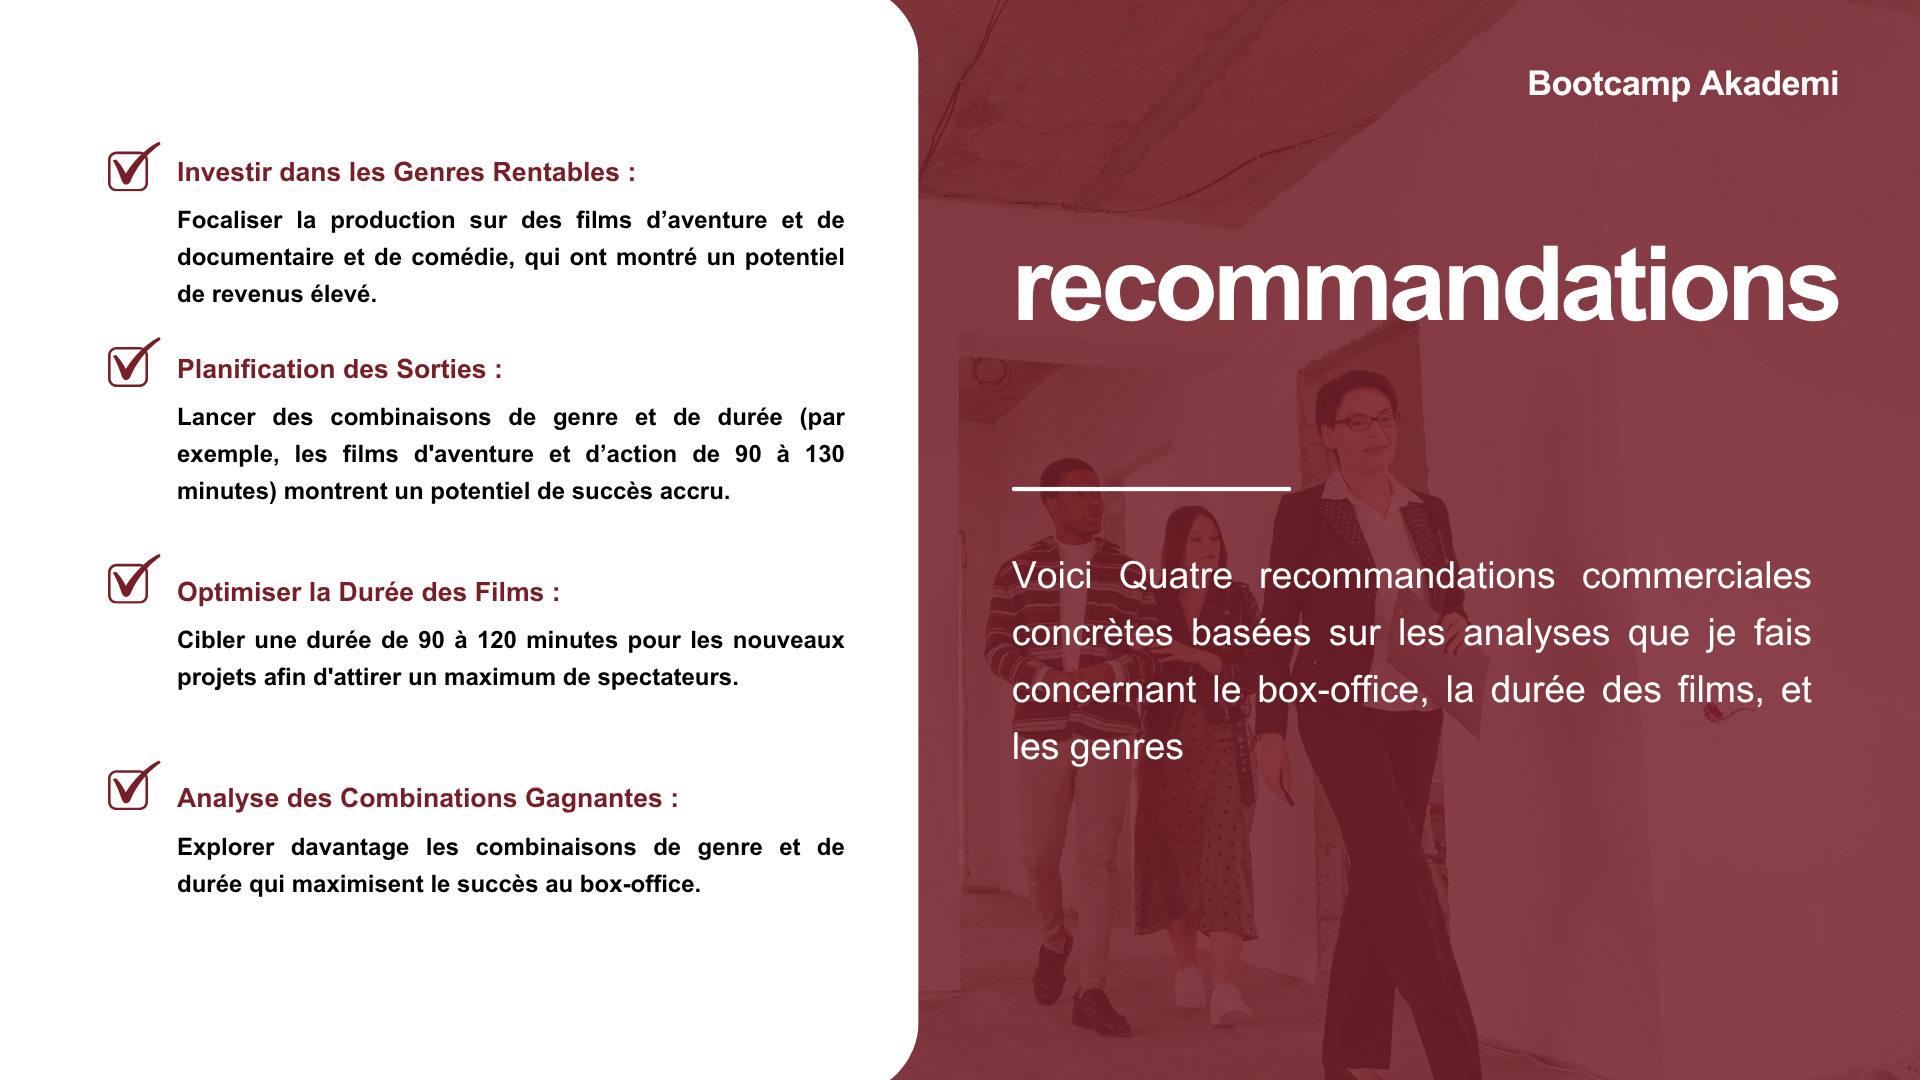 Bootcamp Akademi
recommandations
Voici Quatre recommandations commerciales
concrètes basées sur les analyses que je fais
concernant le box-office, la durée des films, et
les genres
Investir dans les Genres Rentables :
Focaliser la production sur des films d’aventure et de
documentaire et de comédie, qui ont montré un potentiel
de revenus élevé.
Planification des Sorties :
Lancer des combinaisons de genre et de durée (par
exemple, les films d'aventure et d’action de 90 à 130
minutes) montrent un potentiel de succès accru.
Optimiser la Durée des Films :
Cibler une durée de 90 à 120 minutes pour les nouveaux
projets afin d'attirer un maximum de spectateurs.
Analyse des Combinations Gagnantes :
Explorer davantage les combinaisons de genre et de
durée qui maximisent le succès au box-office.